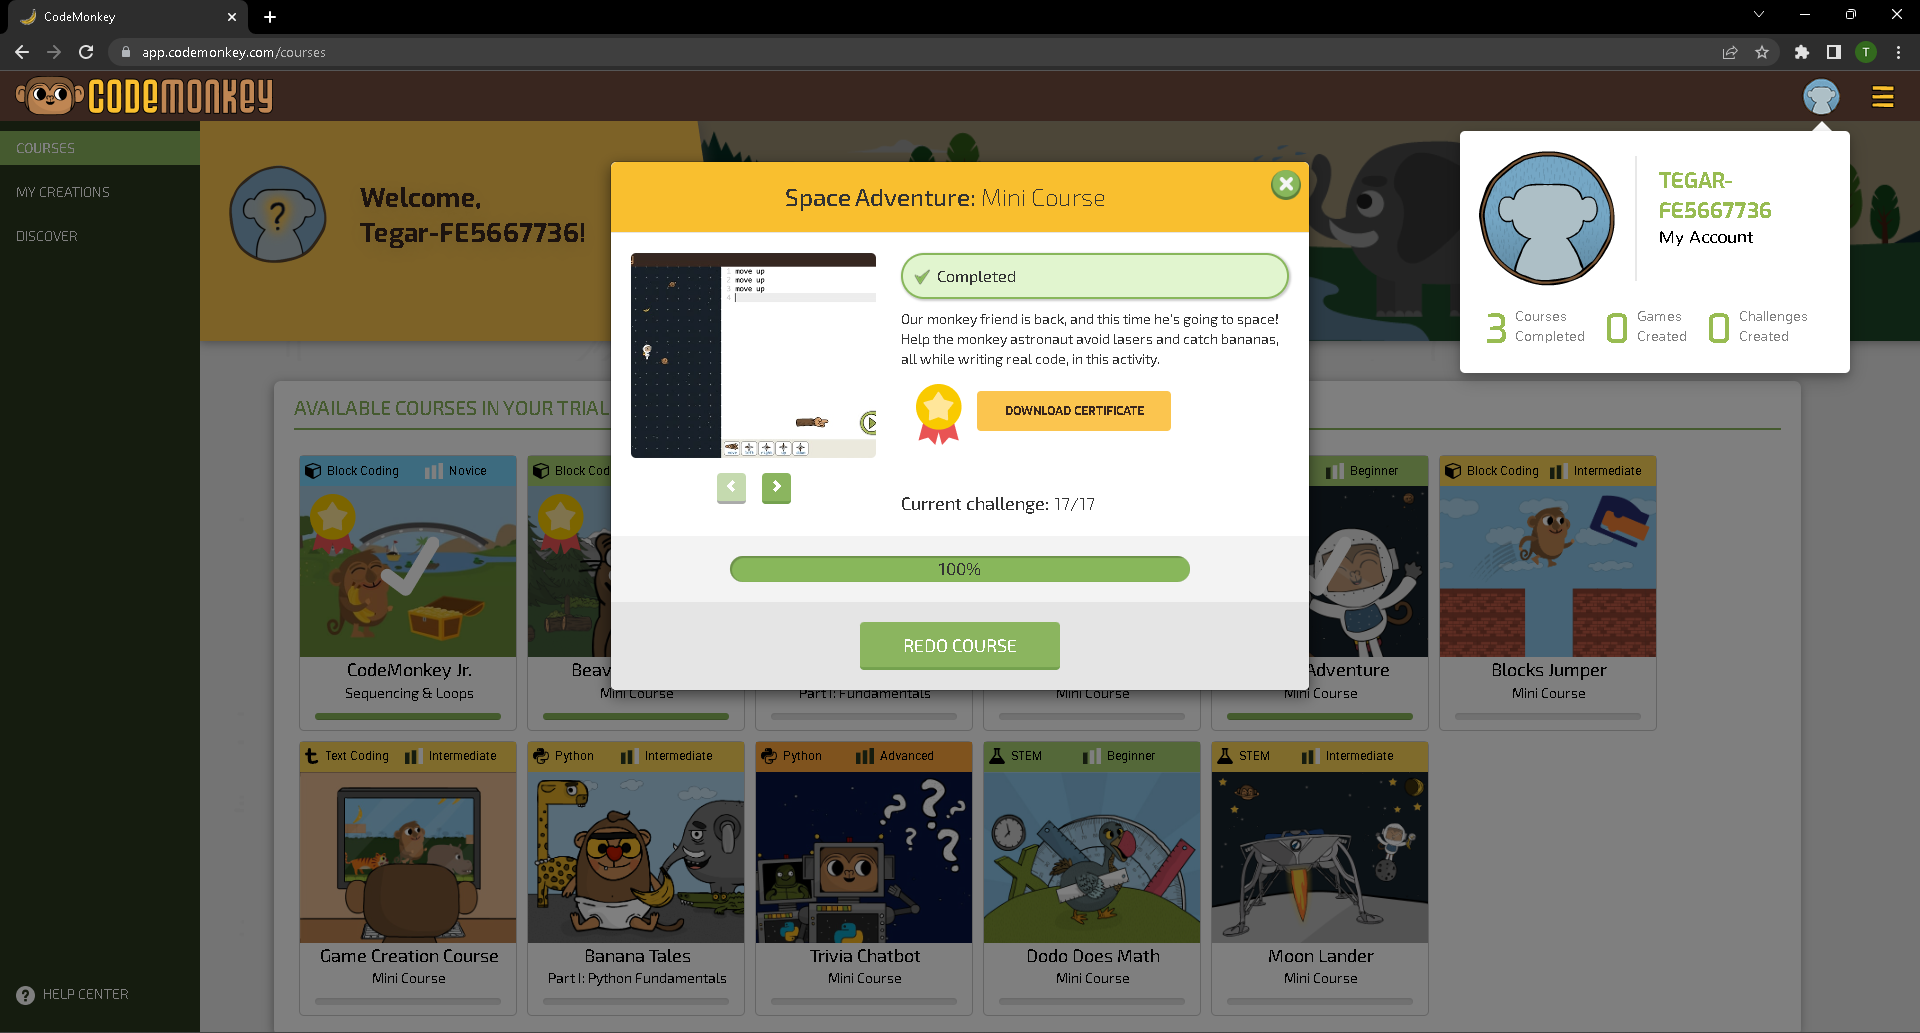 CodeMonkey
app.codemonkey.com/courses
T
CODEMONKEY
COURSES
MY CREATIONS
DISCOVER
HELP CENTER
?
Welcome,
Tegar-FE5667736!
TEGAR-
FE5667736
My Account
3 Courses Completed
0 Games Created
0 Challenges Created
Space Adventure: Mini Course
1 move up
2 move up
3 move up
4
Completed
Our monkey friend is back, and this time he's going to space!
Help the monkey astronaut avoid lasers and catch bananas,
all while writing real code, in this activity.
DOWNLOAD CERTIFICATE
Current challenge: 17/17
100%
REDO COURSE
AVAILABLE COURSES IN YOUR TRIAL
Block Coding Novice
CodeMonkey Jr.
Sequencing & Loops
Block Cod
Beav
Mini Course
Part I: Fundamentals
Mini Course
Beginner
Adventure
Mini Course
Block Coding Intermediate
Blocks Jumper
Mini Course
Text Coding Intermediate
Game Creation Course
Mini Course
Python Intermediate
Banana Tales
Part I: Python Fundamentals
Python Advanced
Trivia Chatbot
Mini Course
STEM Beginner
Dodo Does Math
Mini Course
STEM Intermediate
Moon Lander
Mini Course